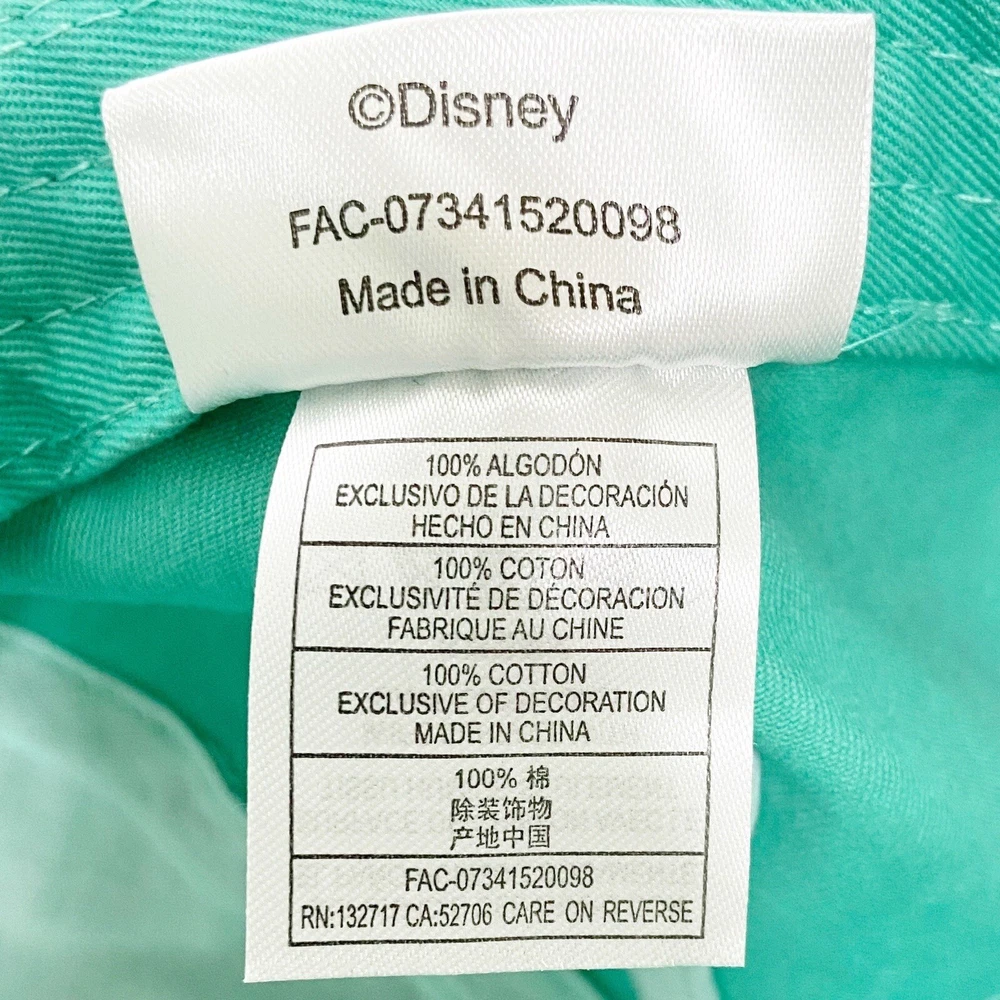 ©Disney
FAC-07341520098
Made in China
100% ALGODÓN
EXCLUSIVO DE LA DECORACIÓN
HECHO EN CHINA
100% COTON
EXCLUSIVITÉ DE DÉCORACION
FABRIQUE AU CHINE
100% COTTON
EXCLUSIVE OF DECORATION
MADE IN CHINA
100% 棉
除装饰物
产地中国
FAC-07341520098
RN:132717 CA:52706 CARE ON REVERSE